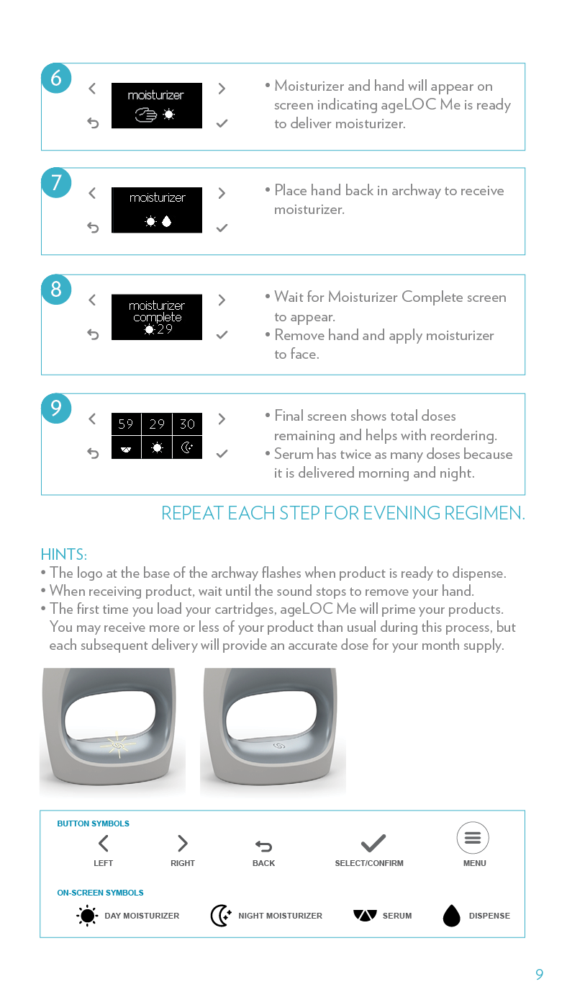 6
moisturizer
• Moisturizer and hand will appear on
screen indicating ageLOC Me is ready
to deliver moisturizer.
7
moisturizer
• Place hand back in archway to receive
moisturizer.
8
moisturizer
complete
29
• Wait for Moisturizer Complete screen
to appear.
• Remove hand and apply moisturizer
to face.
9
59 29 30
• Final screen shows total doses
remaining and helps with reordering.
• Serum has twice as many doses because
it is delivered morning and night.
REPEAT EACH STEP FOR EVENING REGIMEN.
HINTS:
• The logo at the base of the archway flashes when product is ready to dispense.
• When receiving product, wait until the sound stops to remove your hand.
• The first time you load your cartridges, ageLOC Me will prime your products.
You may receive more or less of your product than usual during this process, but
each subsequent delivery will provide an accurate dose for your month supply.
BUTTON SYMBOLS
LEFT RIGHT BACK SELECT/CONFIRM MENU
ON-SCREEN SYMBOLS
DAY MOISTURIZER NIGHT MOISTURIZER SERUM DISPENSE
9